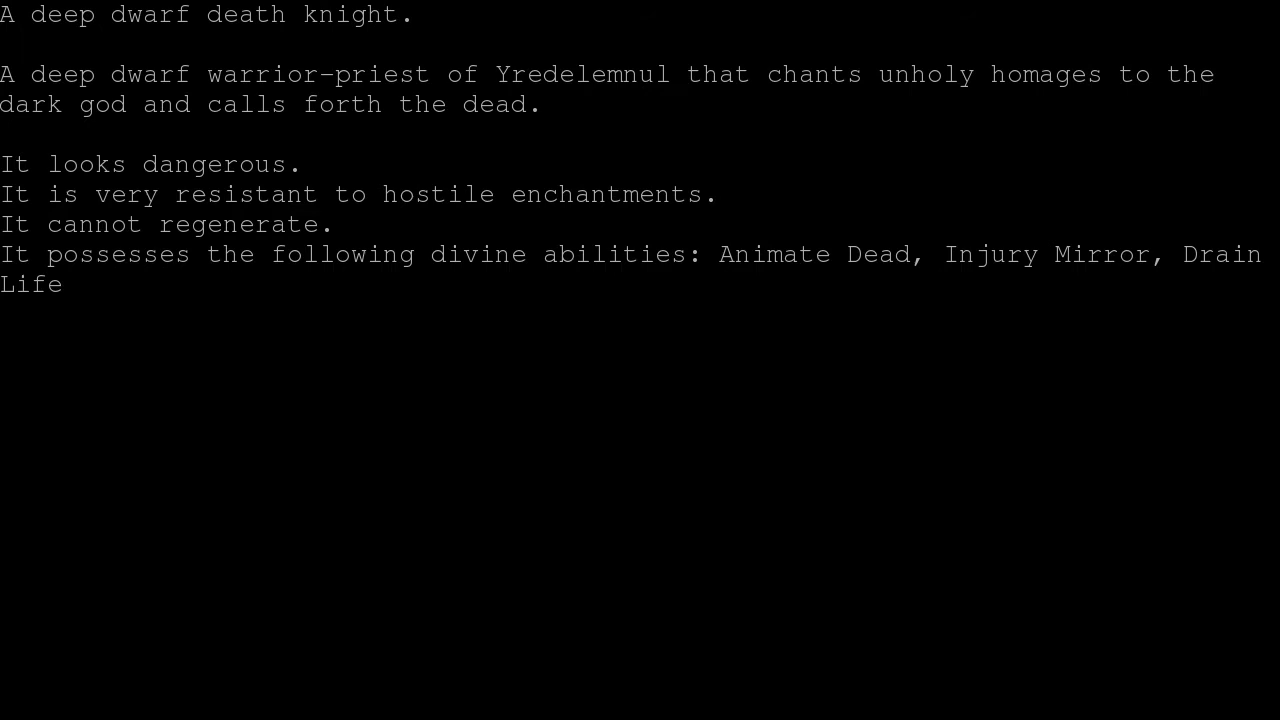 A deep dwarf death knight.
A deep dwarf warrior-priest of Yredelemnul that chants unholy homages to the
dark god and calls forth the dead.
It looks dangerous.
It is very resistant to hostile enchantments.
It cannot regenerate.
It possesses the following divine abilities: Animate Dead, Injury Mirror, Drain
Life